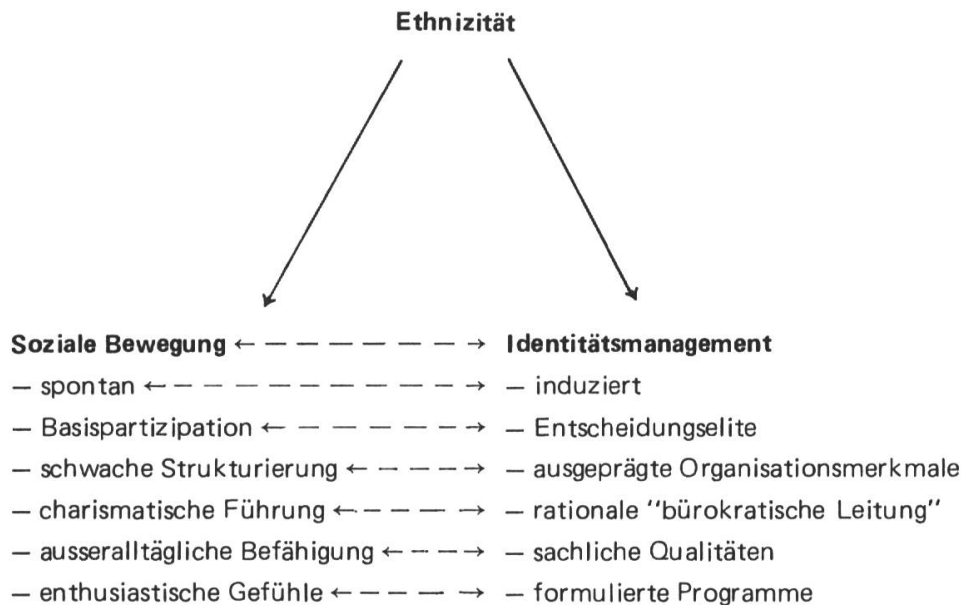 Ethnizität
Soziale Bewegung ← – – – – – → Identitätsmanagement
– spontan ← – – – – – – – – – → – induziert
– Basispartizipation ← – – – – – → – Entscheidungselite
– schwache Strukturierung ← – – – → – ausgeprägte Organisationsmerkmale
– charismatische Führung ← – – – → – rationale "bürokratische Leitung"
– ausseralltägliche Befähigung ← – – → – sachliche Qualitäten
– enthusiastische Gefühle ← – – – → – formulierte Programme